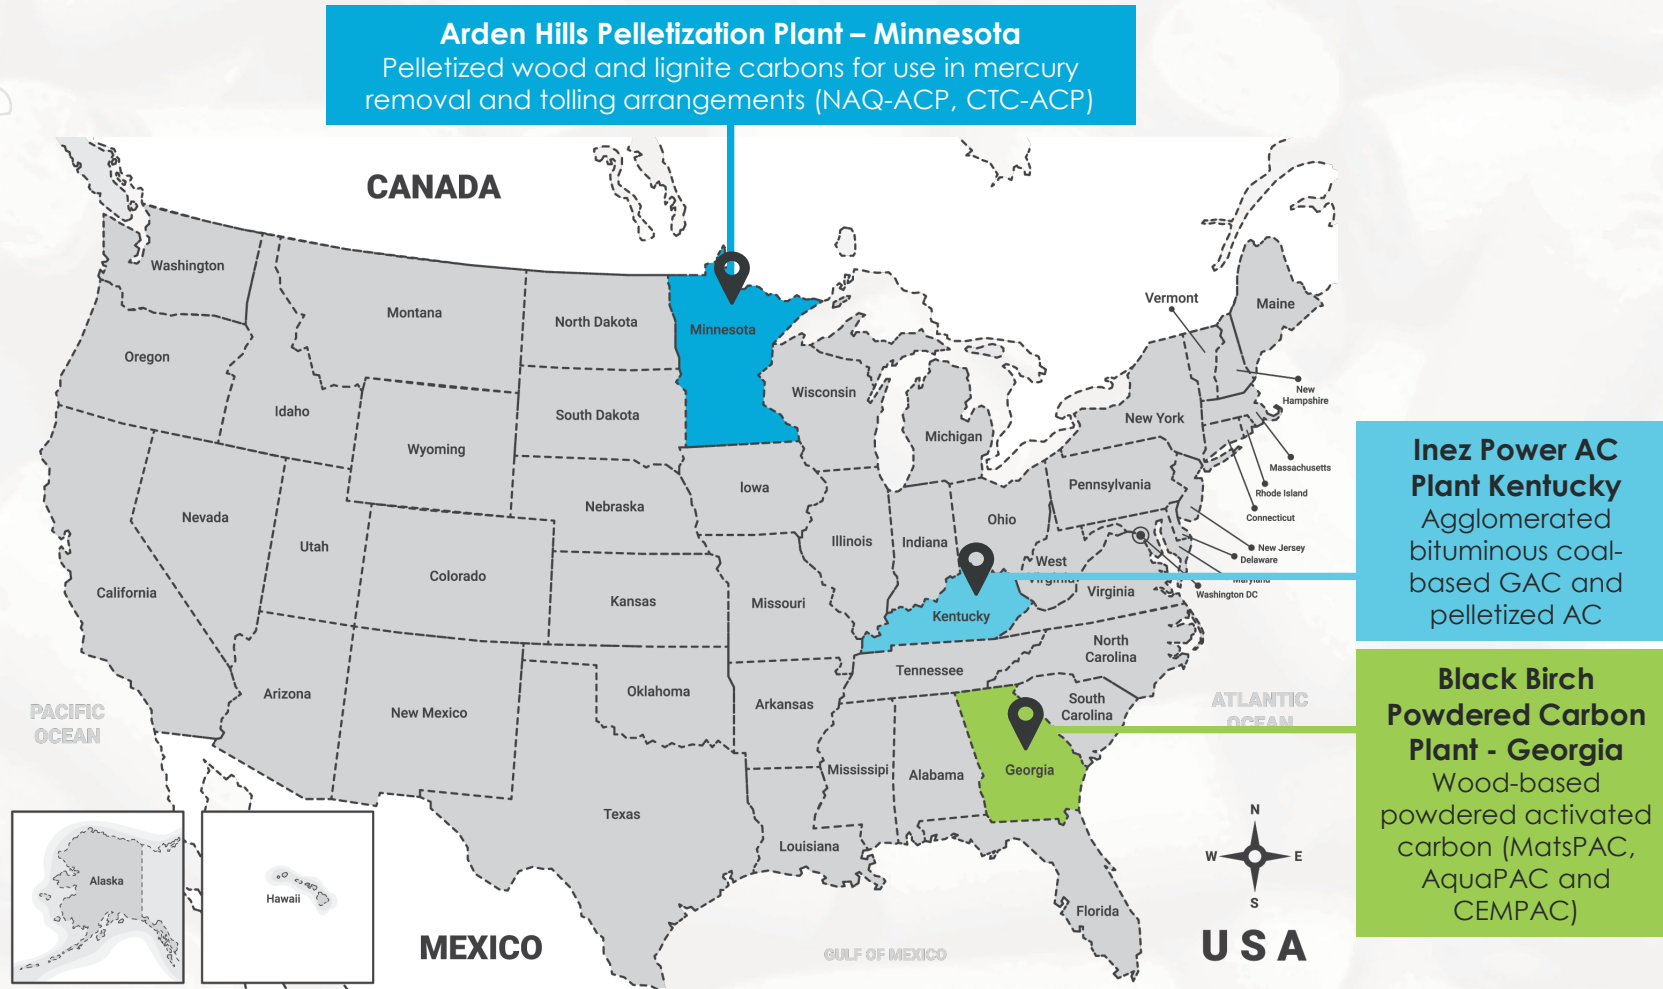 Arden Hills Pelletization Plant – Minnesota
Pelletized wood and lignite carbons for use in mercury
removal and tolling arrangements (NAQ-ACP, CTC-ACP)
CANADA
Washington
Montana
North Dakota
Minnesota
Vermont
Maine
Oregon
Idaho
South Dakota
Wisconsin
New
Hampshire
Wyoming
Michigan
New York
Massachusetts
Iowa
Pennsylvania
Rhode Island
Nebraska
Connecticut
Nevada
Ohio
Illinois
Indiana
New Jersey
Utah
Delaware
West
Virginia
Maryland
Colorado
California
Kansas
Missouri
Virginia
Washington DC
Kentucky
North
Carolina
Tennessee
Arizona
Oklahoma
New Mexico
Arkansas
South
Carolina
PACIFIC
OCEAN
ATLANTIC
OCEAN
Mississipi
Alabama
Georgia
Texas
Louisiana
Alaska
Hawaii
Florida
MEXICO
GULF OF MEXICO
N
W
E
S
USA
Inez Power AC
Plant Kentucky
Agglomerated
bituminous coal-
based GAC and
pelletized AC
Black Birch
Powdered Carbon
Plant - Georgia
Wood-based
powdered activated
carbon (MatsPAC,
AquaPAC and
CEMPAC)